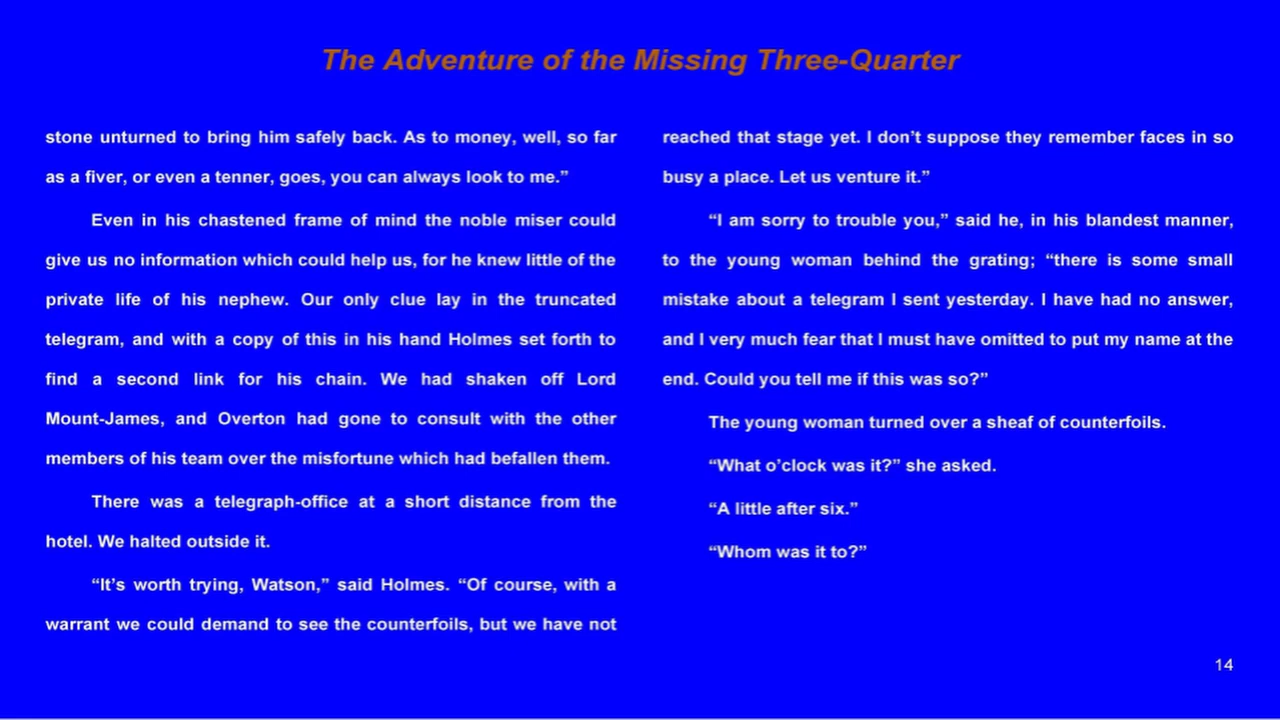 The Adventure of the Missing Three-Quarter
stone unturned to bring him safely back. As to money, well, so far
as a fiver, or even a tenner, goes, you can always look to me.”
Even in his chastened frame of mind the noble miser could
give us no information which could help us, for he knew little of the
private life of his nephew. Our only clue lay in the truncated
telegram, and with a copy of this in his hand Holmes set forth to
find a second link for his chain. We had shaken off Lord
Mount-James, and Overton had gone to consult with the other
members of his team over the misfortune which had befallen them.
There was a telegraph-office at a short distance from the
hotel. We halted outside it.
“It’s worth trying, Watson,” said Holmes. “Of course, with a
warrant we could demand to see the counterfoils, but we have not
reached that stage yet. I don’t suppose they remember faces in so
busy a place. Let us venture it.”
“I am sorry to trouble you,” said he, in his blandest manner,
to the young woman behind the grating; “there is some small
mistake about a telegram I sent yesterday. I have had no answer,
and I very much fear that I must have omitted to put my name at the
end. Could you tell me if this was so?”
The young woman turned over a sheaf of counterfoils.
“What o’clock was it?” she asked.
“A little after six.”
“Whom was it to?”
14